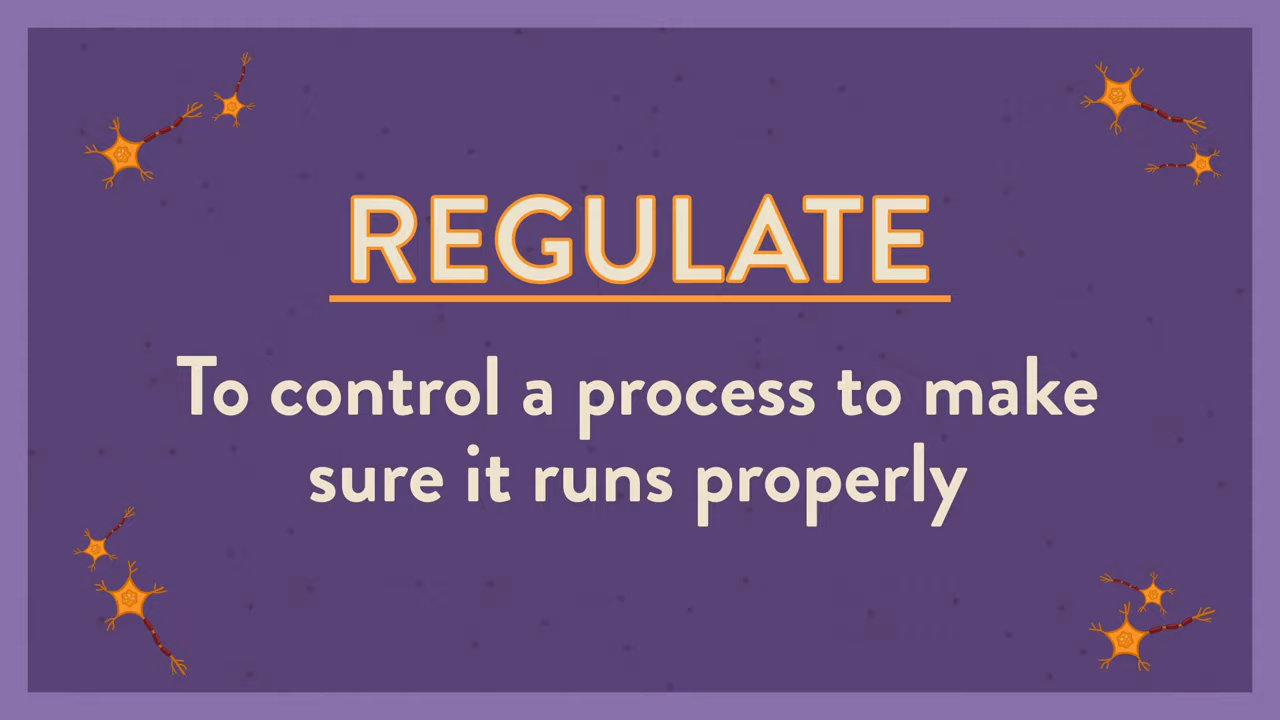 REGULATE
To control a process to make
sure it runs properly